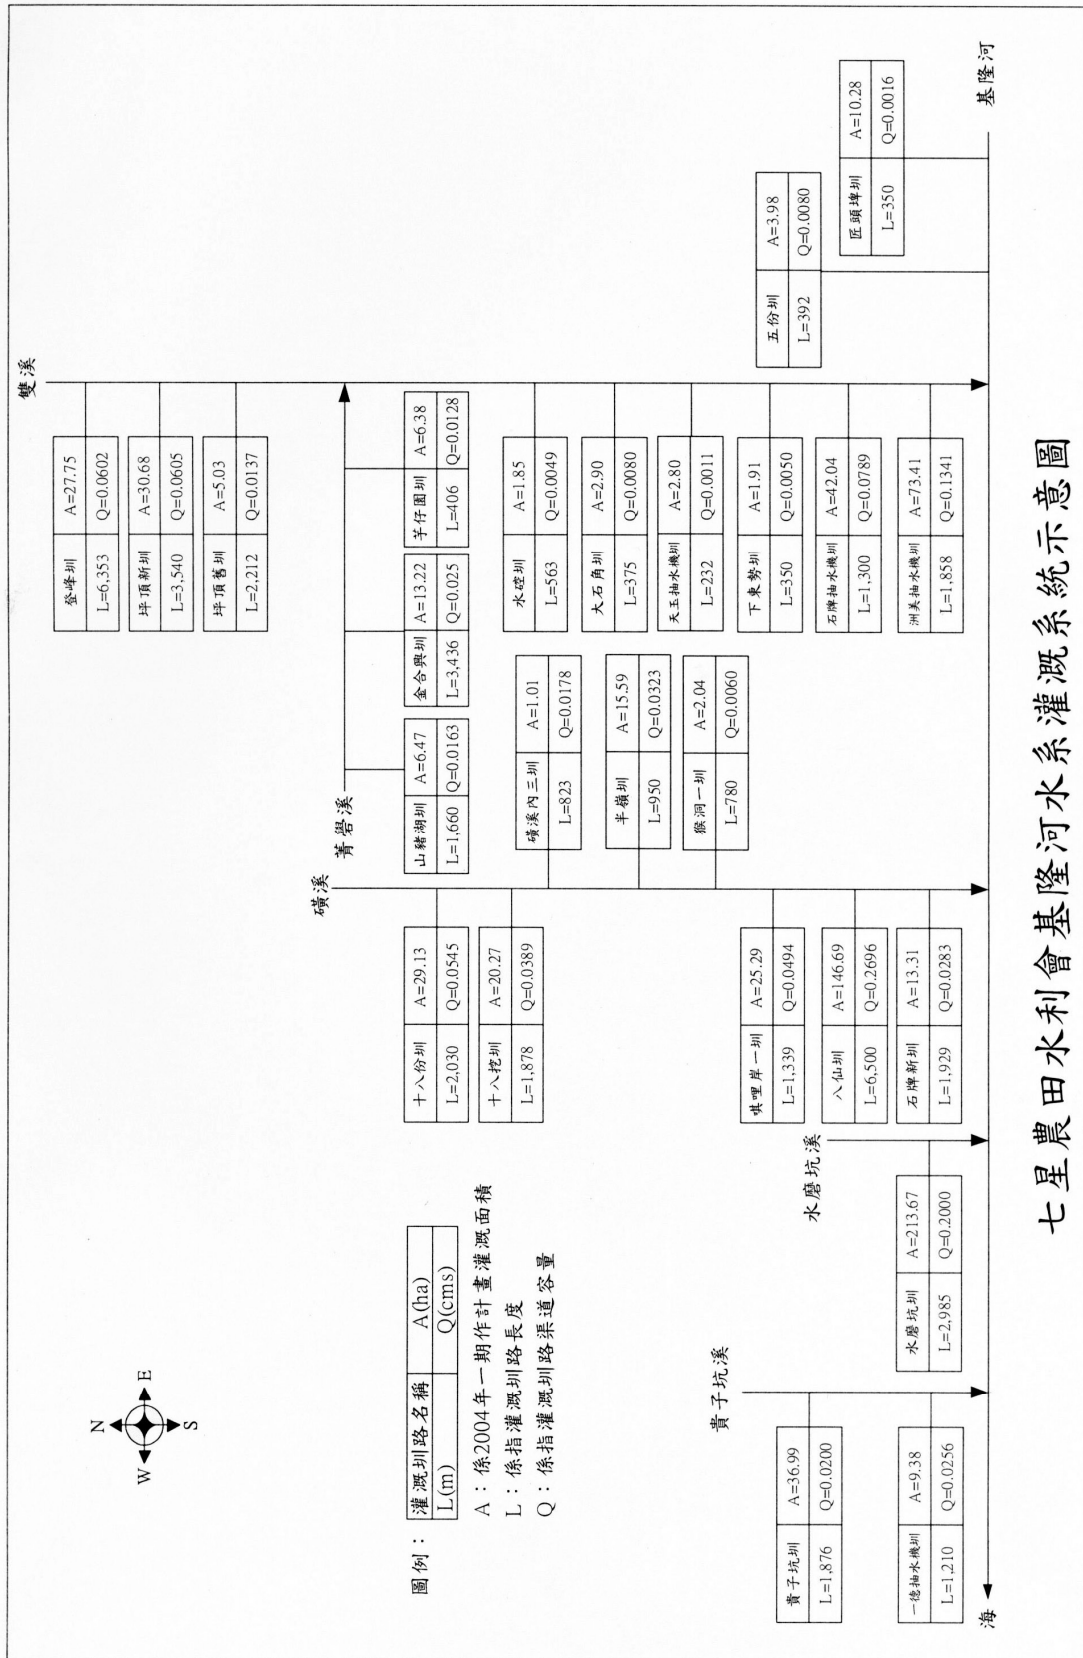 七星農田水利會基隆河水系灌溉系統示意圖
N
W
E
S
圖例：
灌溉圳路名稱 A(ha)
L(m) Q(cms)
A：係2004年一期作計畫灌溉面積
L：係指灌溉圳路長度
Q：係指灌溉圳路渠道容量
雙溪
登峰圳 A=27.75
L=6,353 Q=0.0602
坪頂新圳 A=30.68
L=3,540 Q=0.0605
坪頂舊圳 A=5.03
L=2,212 Q=0.0137
菁礐溪
山豬湖圳 A=6.47
L=1,660 Q=0.0163
金合興圳 A=13.22
L=3,436 Q=0.025
芋仔園圳 A=6.38
L=406 Q=0.0128
水硿圳 A=1.85
L=563 Q=0.0049
大石角圳 A=2.90
L=375 Q=0.0080
天玉抽水機圳 A=2.80
L=232 Q=0.0011
下東勢圳 A=1.91
L=350 Q=0.0050
石牌抽水機圳 A=42.04
L=1,300 Q=0.0789
洲美抽水機圳 A=73.41
L=1,858 Q=0.1341
磺溪
十八份圳 A=29.13
L=2,030 Q=0.0545
十八挖圳 A=20.27
L=1,878 Q=0.0389
磺溪內三圳 A=1.01
L=823 Q=0.0178
半嶺圳 A=15.59
L=950 Q=0.0323
猴洞一圳 A=2.04
L=780 Q=0.0060
唭哩岸一圳 A=25.29
L=1,339 Q=0.0494
八仙圳 A=146.69
L=6,500 Q=0.2696
石牌新圳 A=13.31
L=1,929 Q=0.0283
水磨坑溪
水磨坑圳 A=213.67
L=2,985 Q=0.2000
貴子坑溪
貴子坑圳 A=36.99
L=1,876 Q=0.0200
一德抽水機圳 A=9.38
L=1,210 Q=0.0256
五份圳 A=3.98
L=392 Q=0.0080
匠頭埤圳 A=10.28
L=350 Q=0.0016
海
基隆河